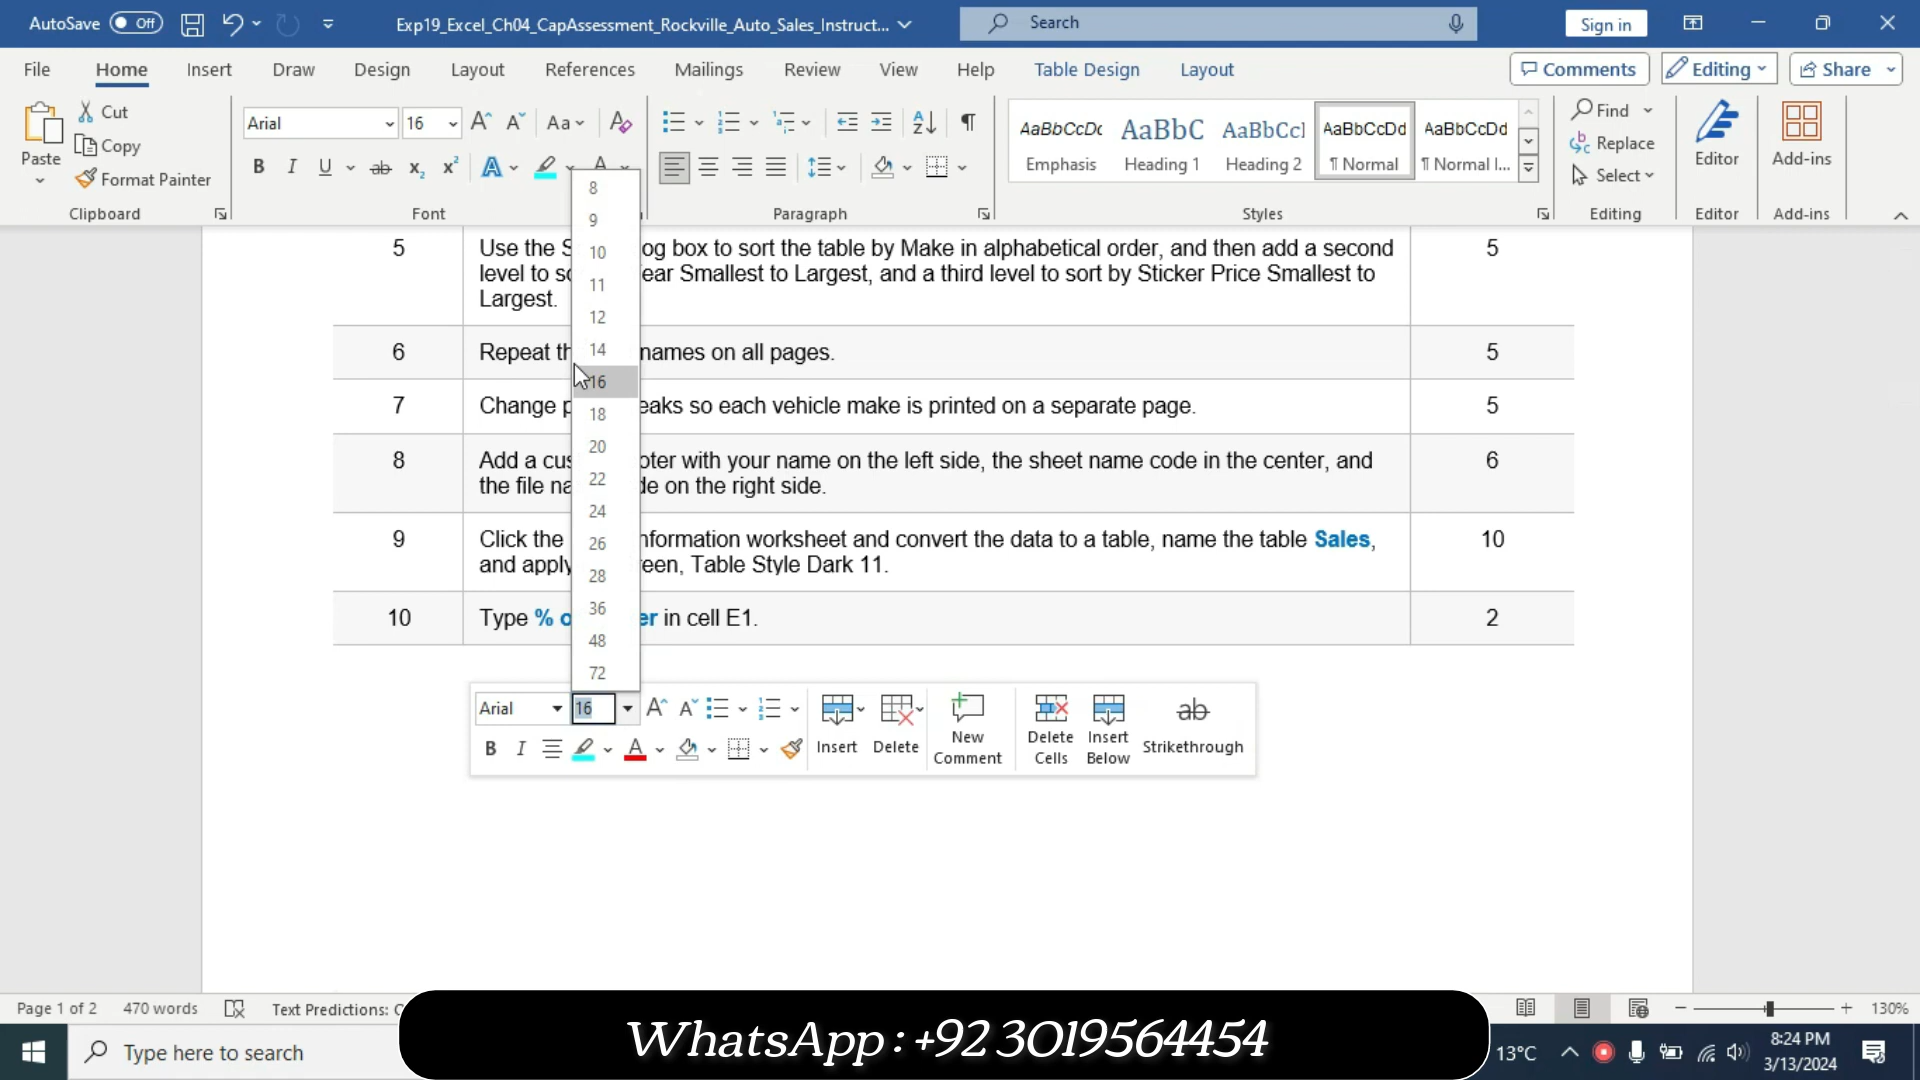 AutoSave Off Exp19_Excel_Ch04_CapAssessment_Rockville_Auto_Sales_Instruct... Search Sign in
File Home Insert Draw Design Layout References Mailings Review View Help Table Design Layout Comments Editing Share
Paste Cut Copy Format Painter Clipboard
Arial 16 Aa Font
Paragraph
AaBbCcDc AaBbC AaBbCcl AaBbCcDd AaBbCcDd
Emphasis Heading 1 Heading 2 ¶ Normal ¶ Normal I...
Styles
Find Replace Select Editing
Editor Editor
Add-ins Add-ins
5 Use the S og box to sort the table by Make in alphabetical order, and then add a second 5
level to so ear Smallest to Largest, and a third level to sort by Sticker Price Smallest to
Largest.
6 Repeat th names on all pages. 5
7 Change p eaks so each vehicle make is printed on a separate page. 5
8 Add a cus oter with your name on the left side, the sheet name code in the center, and 6
the file na de on the right side.
9 Click the nformation worksheet and convert the data to a table, name the table Sales, 10
and apply reen, Table Style Dark 11.
10 Type % o er in cell E1. 2
8
9
10
11
12
14
16
18
20
22
24
26
28
36
48
72
Arial 16
B I A
Insert Delete New Comment Delete Cells Insert Below Strikethrough
Page 1 of 2 470 words Text Predictions: 130%
WhatsApp : +92 3019564454
Type here to search 13°C 8:24 PM
3/13/2024